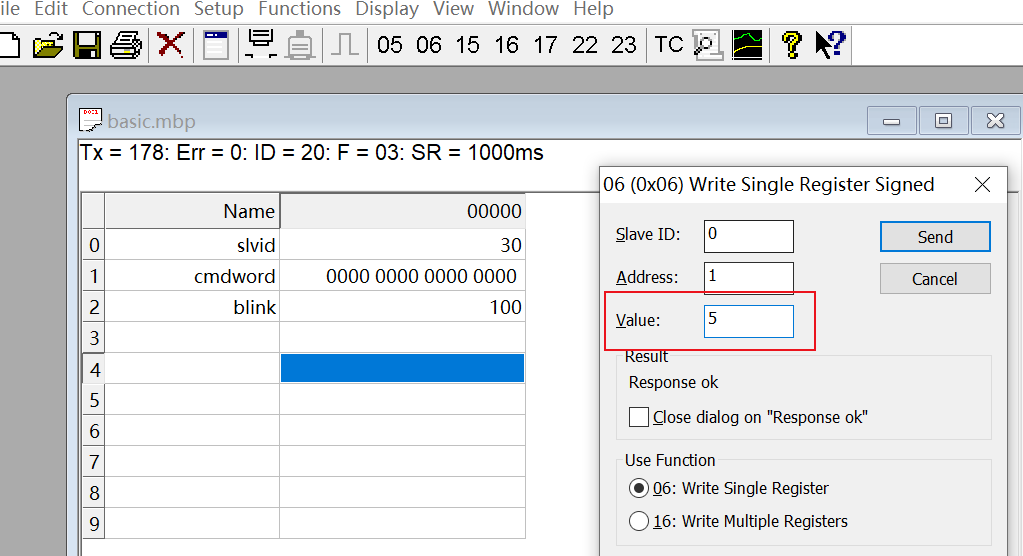 ile Edit Connection Setup Functions Display View Window Help
05 06 15 16 17 22 23 TC
basic.mbp
Tx = 178: Err = 0: ID = 20: F = 03: SR = 1000ms
Name 00000
0 slvid 30
1 cmdword 0000 0000 0000 0000
2 blink 100
3
4
5
6
7
8
9
06 (0x06) Write Single Register Signed
Slave ID: 0 Send
Address: 1 Cancel
Value: 5
Result
Response ok
Close dialog on "Response ok"
Use Function
06: Write Single Register
16: Write Multiple Registers